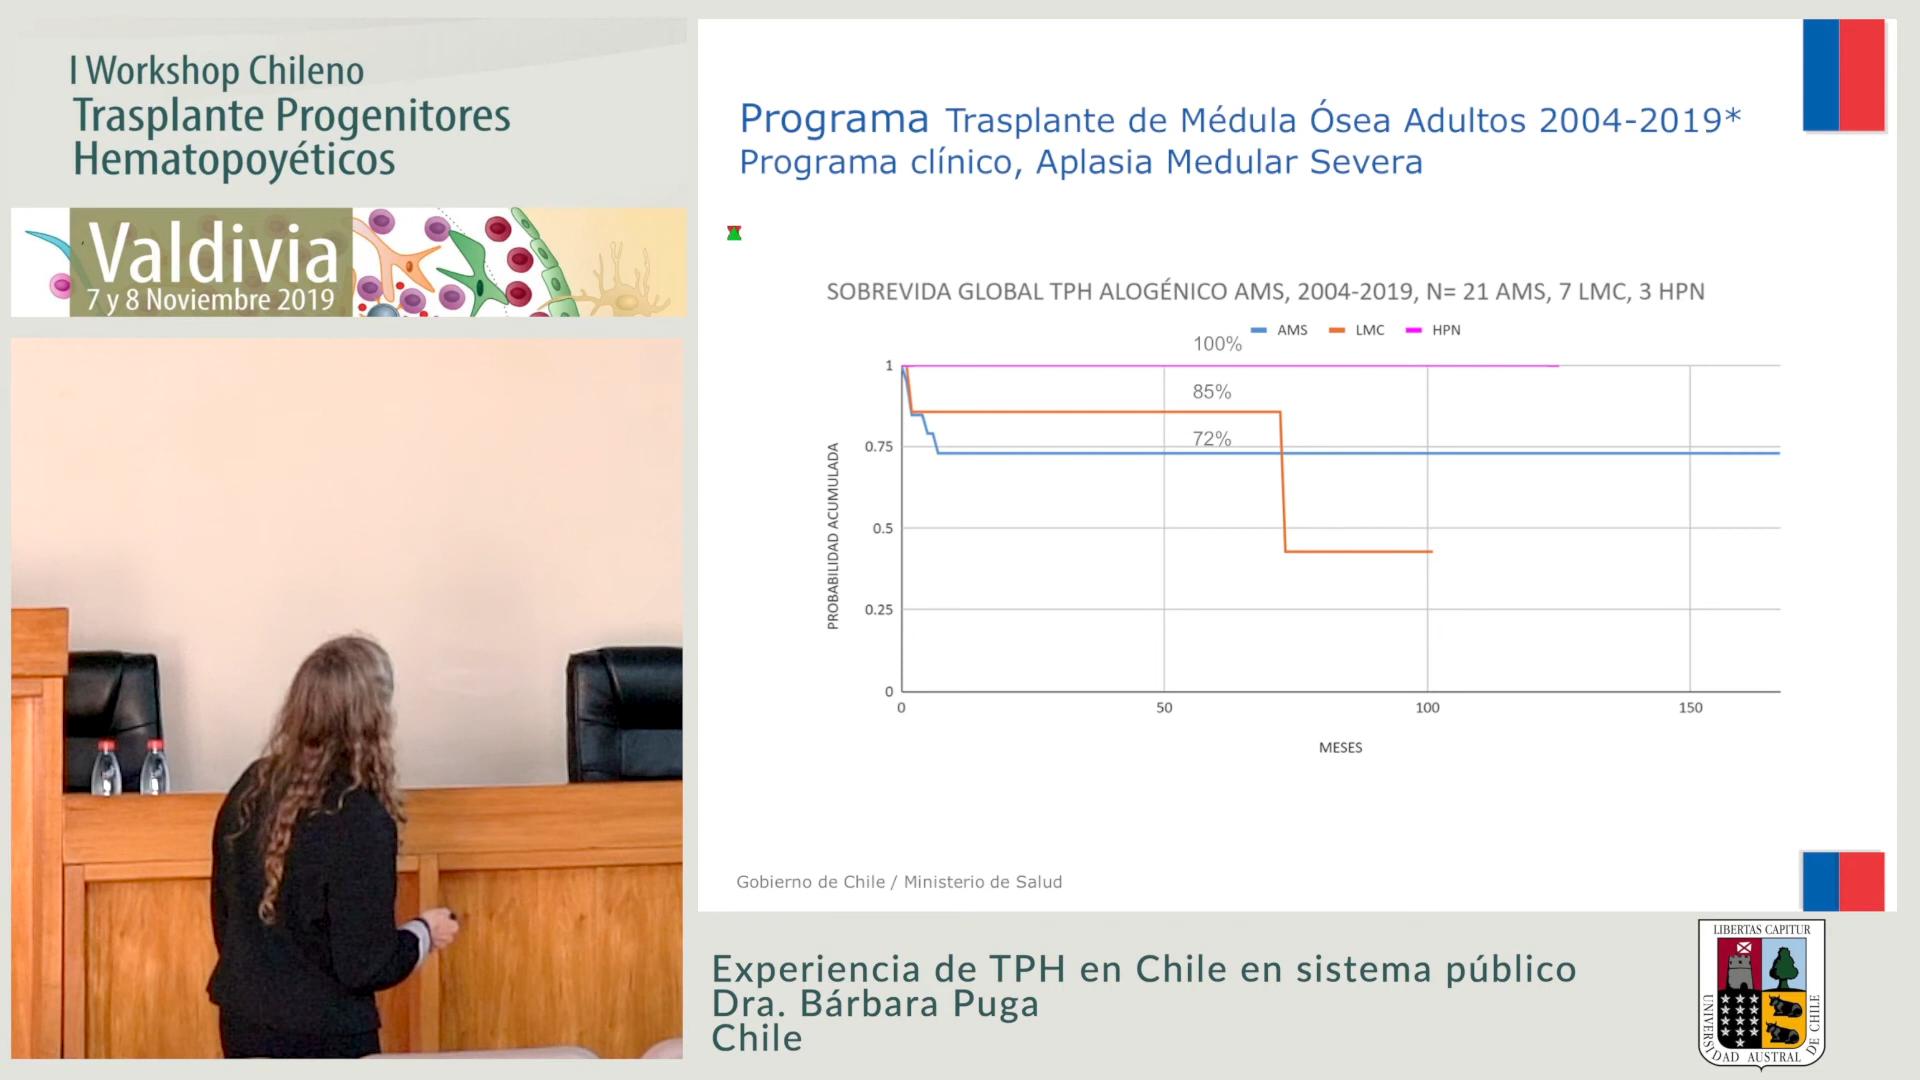 I Workshop Chileno
Trasplante Progenitores
Hematopoyéticos
Valdivia
7 y 8 Noviembre 2019
Programa Trasplante de Médula Ósea Adultos 2004-2019*
Programa clínico, Aplasia Medular Severa
SOBREVIDA GLOBAL TPH ALOGÉNICO AMS, 2004-2019, N= 21 AMS, 7 LMC, 3 HPN
AMS LMC HPN
100%
85%
72%
1
0.75
0.5
0.25
0
PROBABILIDAD ACUMULADA
0 50 100 150
MESES
Gobierno de Chile / Ministerio de Salud
Experiencia de TPH en Chile en sistema público
Dra. Bárbara Puga
Chile
LIBERTAS CAPITUR
UNIVERSIDAD AUSTRAL DE CHILE